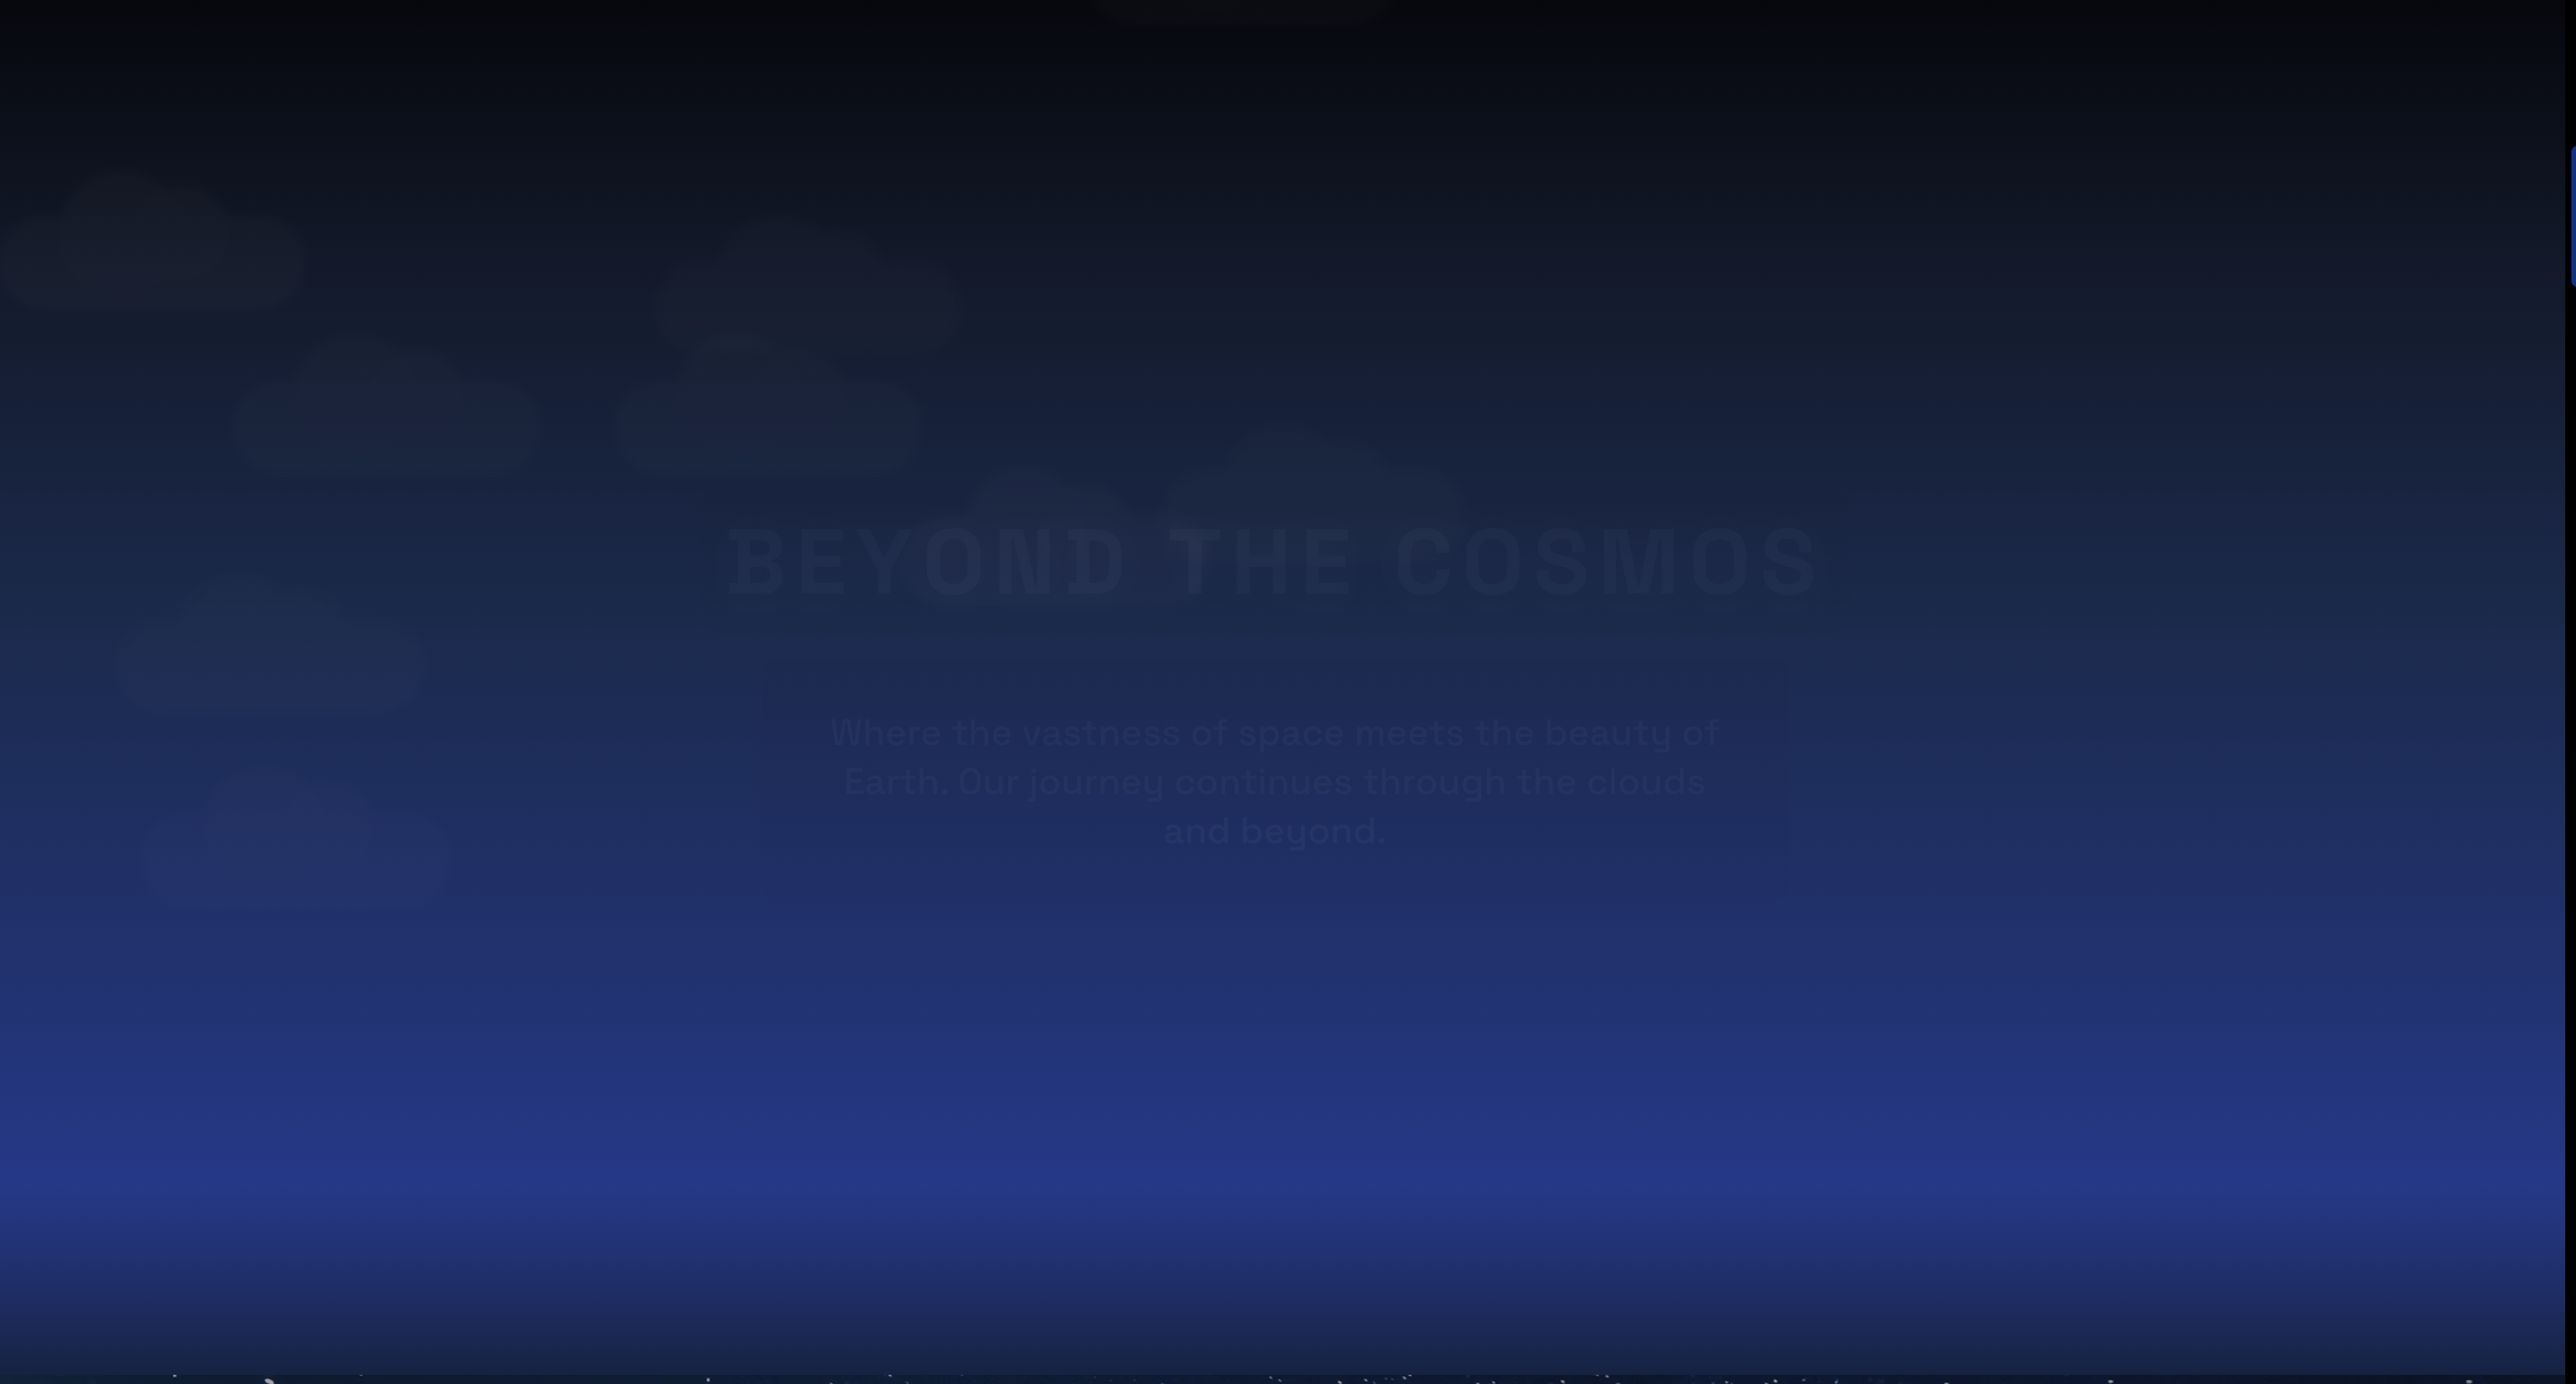 BEYOND THE COSMOS
Where the vastness of space meets the beauty of
Earth. Our journey continues through the clouds
and beyond.